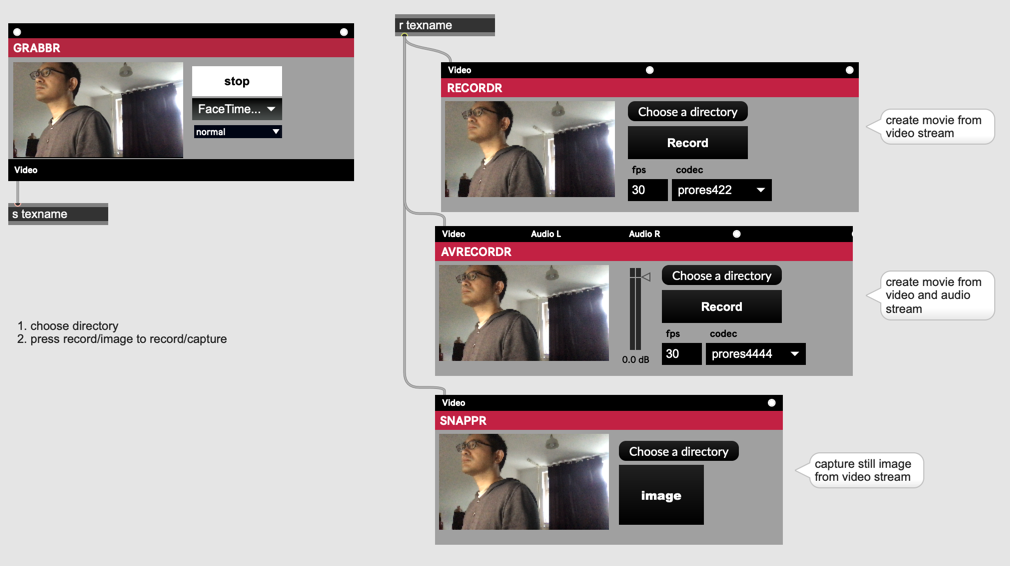 GRABBR
stop
FaceTime...
normal
Video
s texname
1. choose directory
2. press record/image to record/capture
r texname
Video
RECORDR
Choose a directory
Record
fps codec
30 prores422
create movie from
video stream
Video Audio L Audio R
AVRECORDR
Choose a directory
Record
fps codec
0.0 dB
30 prores4444
create movie from
video and audio
stream
Video
SNAPPR
Choose a directory
image
capture still image
from video stream